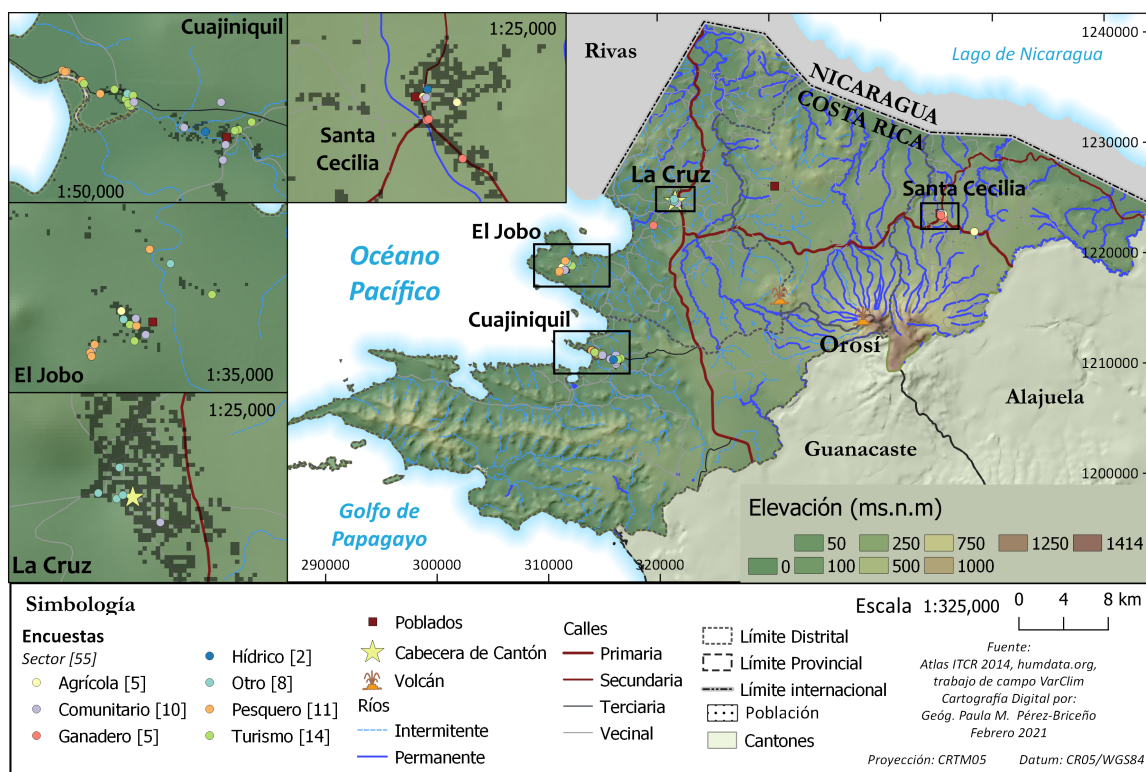 Cuajiniquil
1:50,000
1:25,000
Santa
Cecilia
El Jobo
1:35,000
1:25,000
La Cruz
Rivas
Lago de Nicaragua
NICARAGUA
COSTA RICA
La Cruz
Santa Cecilia
El Jobo
Océano
Pacífico
Cuajiniquil
Orosí
Alajuela
Guanacaste
Golfo de
Papagayo
1240000
1230000
1220000
1210000
1200000
290000
300000
310000
320000
Elevación (ms.n.m)
50
250
750
1250
1414
0
100
500
1000
Simbología
Encuestas
Sector [55]
Agrícola [5]
Comunitario [10]
Ganadero [5]
Hídrico [2]
Otro [8]
Pesquero [11]
Turismo [14]
Poblados
Cabecera de Cantón
Volcán
Ríos
Intermitente
Permanente
Calles
Primaria
Secundaria
Terciaria
Vecinal
Límite Distrital
Límite Provincial
Límite internacional
Población
Cantones
Escala 1:325,000
0 4 8 km
Fuente:
Atlas ITCR 2014, humdata.org,
trabajo de campo VarClim
Cartografía Digital por:
Geóg. Paula M. Pérez-Briceño
Febrero 2021
Proyección: CRTM05 Datum: CR05/WGS84